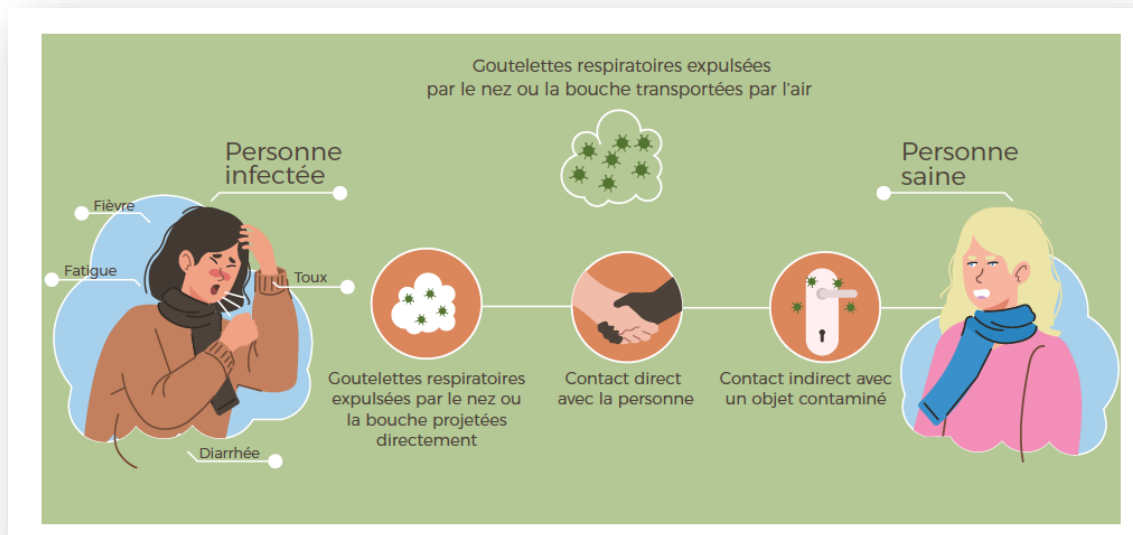 Goutelettes respiratoires expulsées
par le nez ou la bouche transportées par l'air
Personne
infectée
Fièvre
Fatigue
Toux
Diarrhée
Goutelettes respiratoires
expulsées par le nez ou
la bouche projetées
directement
Contact direct
avec la personne
Contact indirect avec
un objet contaminé
Personne
saine